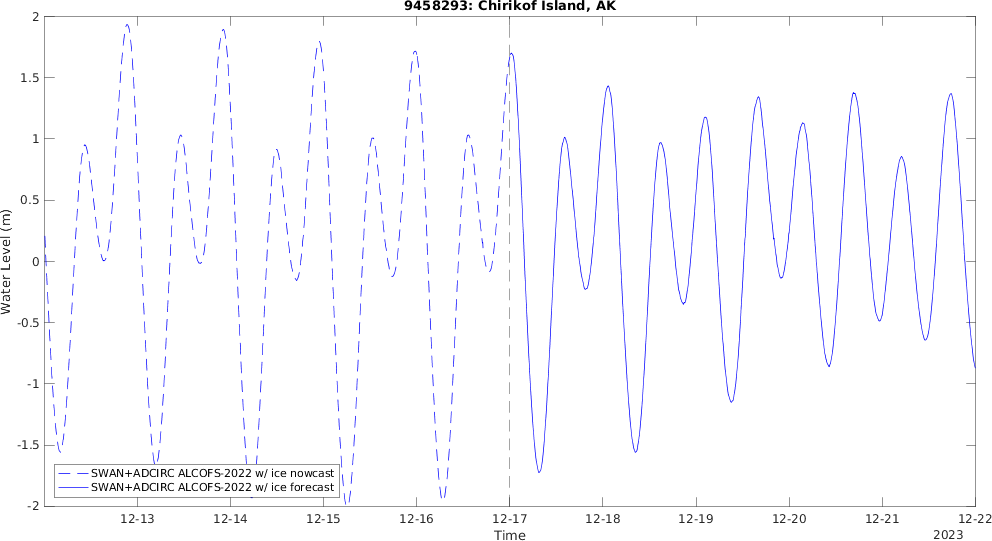 9458293: Chirikof Island, AK
2
1.5
1
0.5
0
-0.5
-1
-1.5
-2
Water Level (m)
SWAN+ADCIRC ALCOFS-2022 w/ ice nowcast
SWAN+ADCIRC ALCOFS-2022 w/ ice forecast
12-13 12-14 12-15 12-16 12-17 12-18 12-19 12-20 12-21 12-22
Time
2023